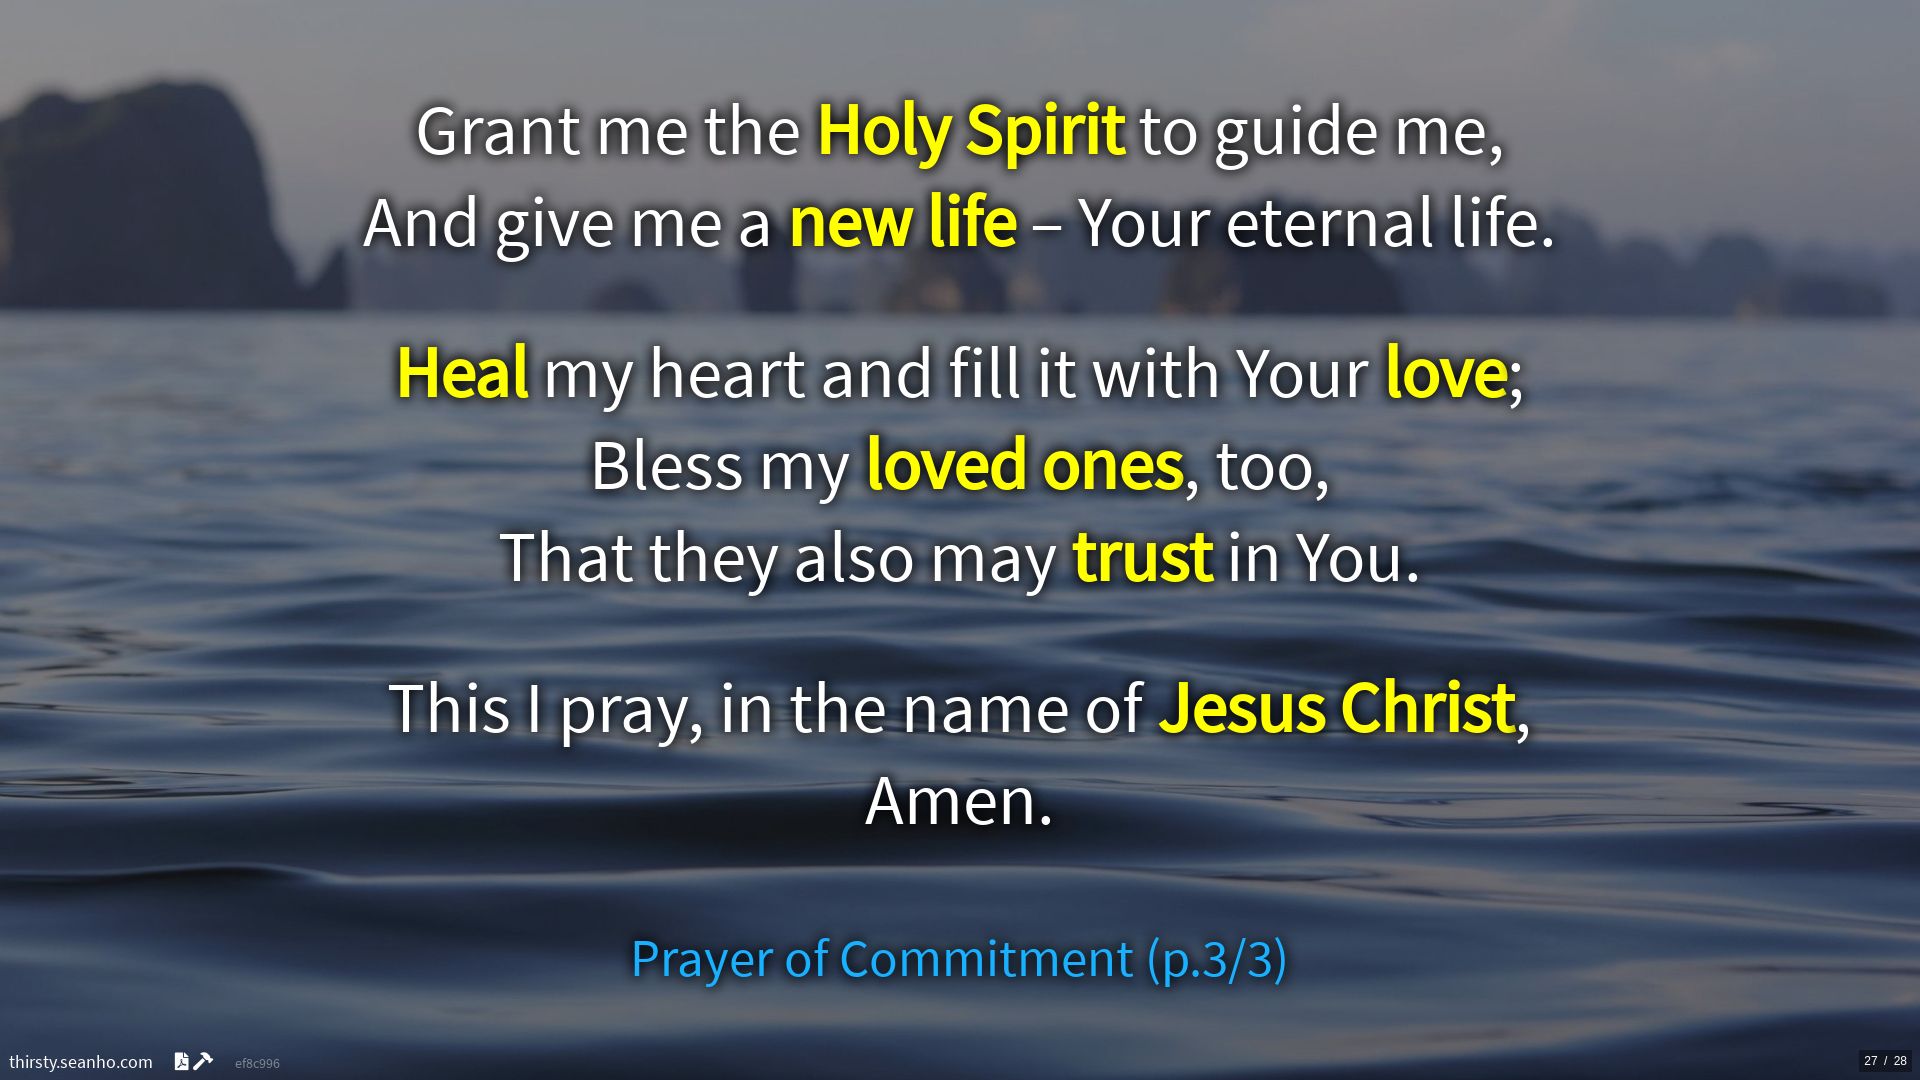 Grant me the Holy Spirit to guide me,
And give me a new life – Your eternal life.
Heal my heart and fill it with Your love;
Bless my loved ones, too,
That they also may trust in You.
This I pray, in the name of Jesus Christ,
Amen.
Prayer of Commitment (p.3/3)
thirsty.seanho.com ef8c996
27 / 28